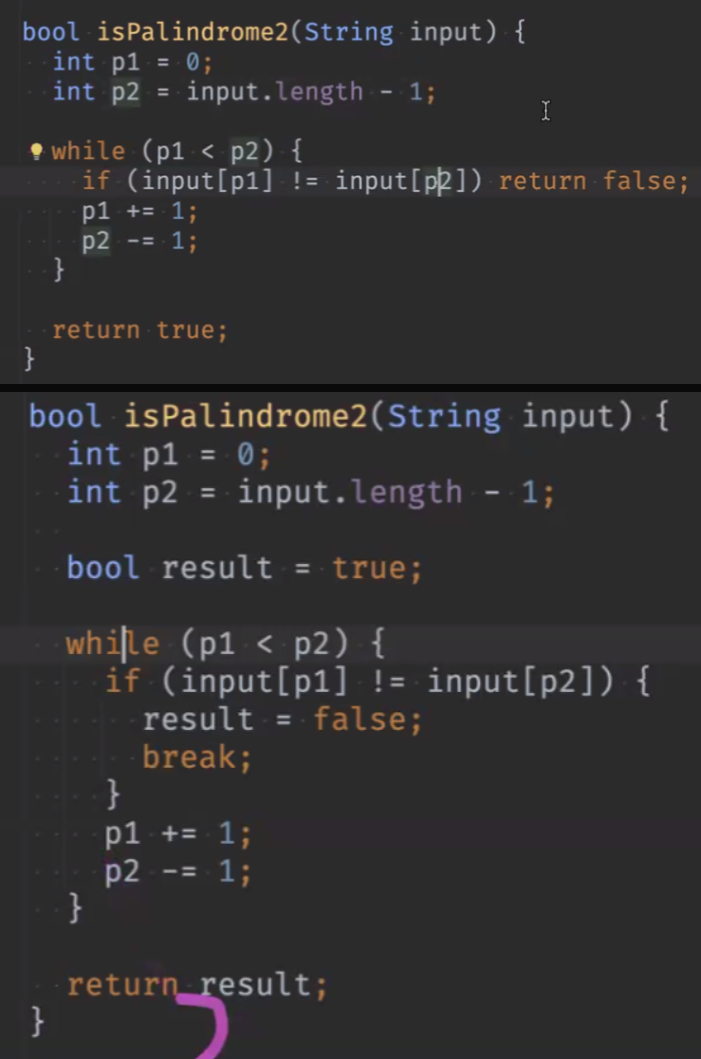 bool isPalindrome2(String input) {
int p1 = 0;
int p2 = input.length - 1;
while (p1 < p2) {
if (input[p1] != input[p2]) return false;
p1 += 1;
p2 -= 1;
}
return true;
}
bool isPalindrome2(String input) {
int p1 = 0;
int p2 = input.length - 1;
bool result = true;
while (p1 < p2) {
if (input[p1] != input[p2]) {
result = false;
break;
}
p1 += 1;
p2 -= 1;
}
return result;
}